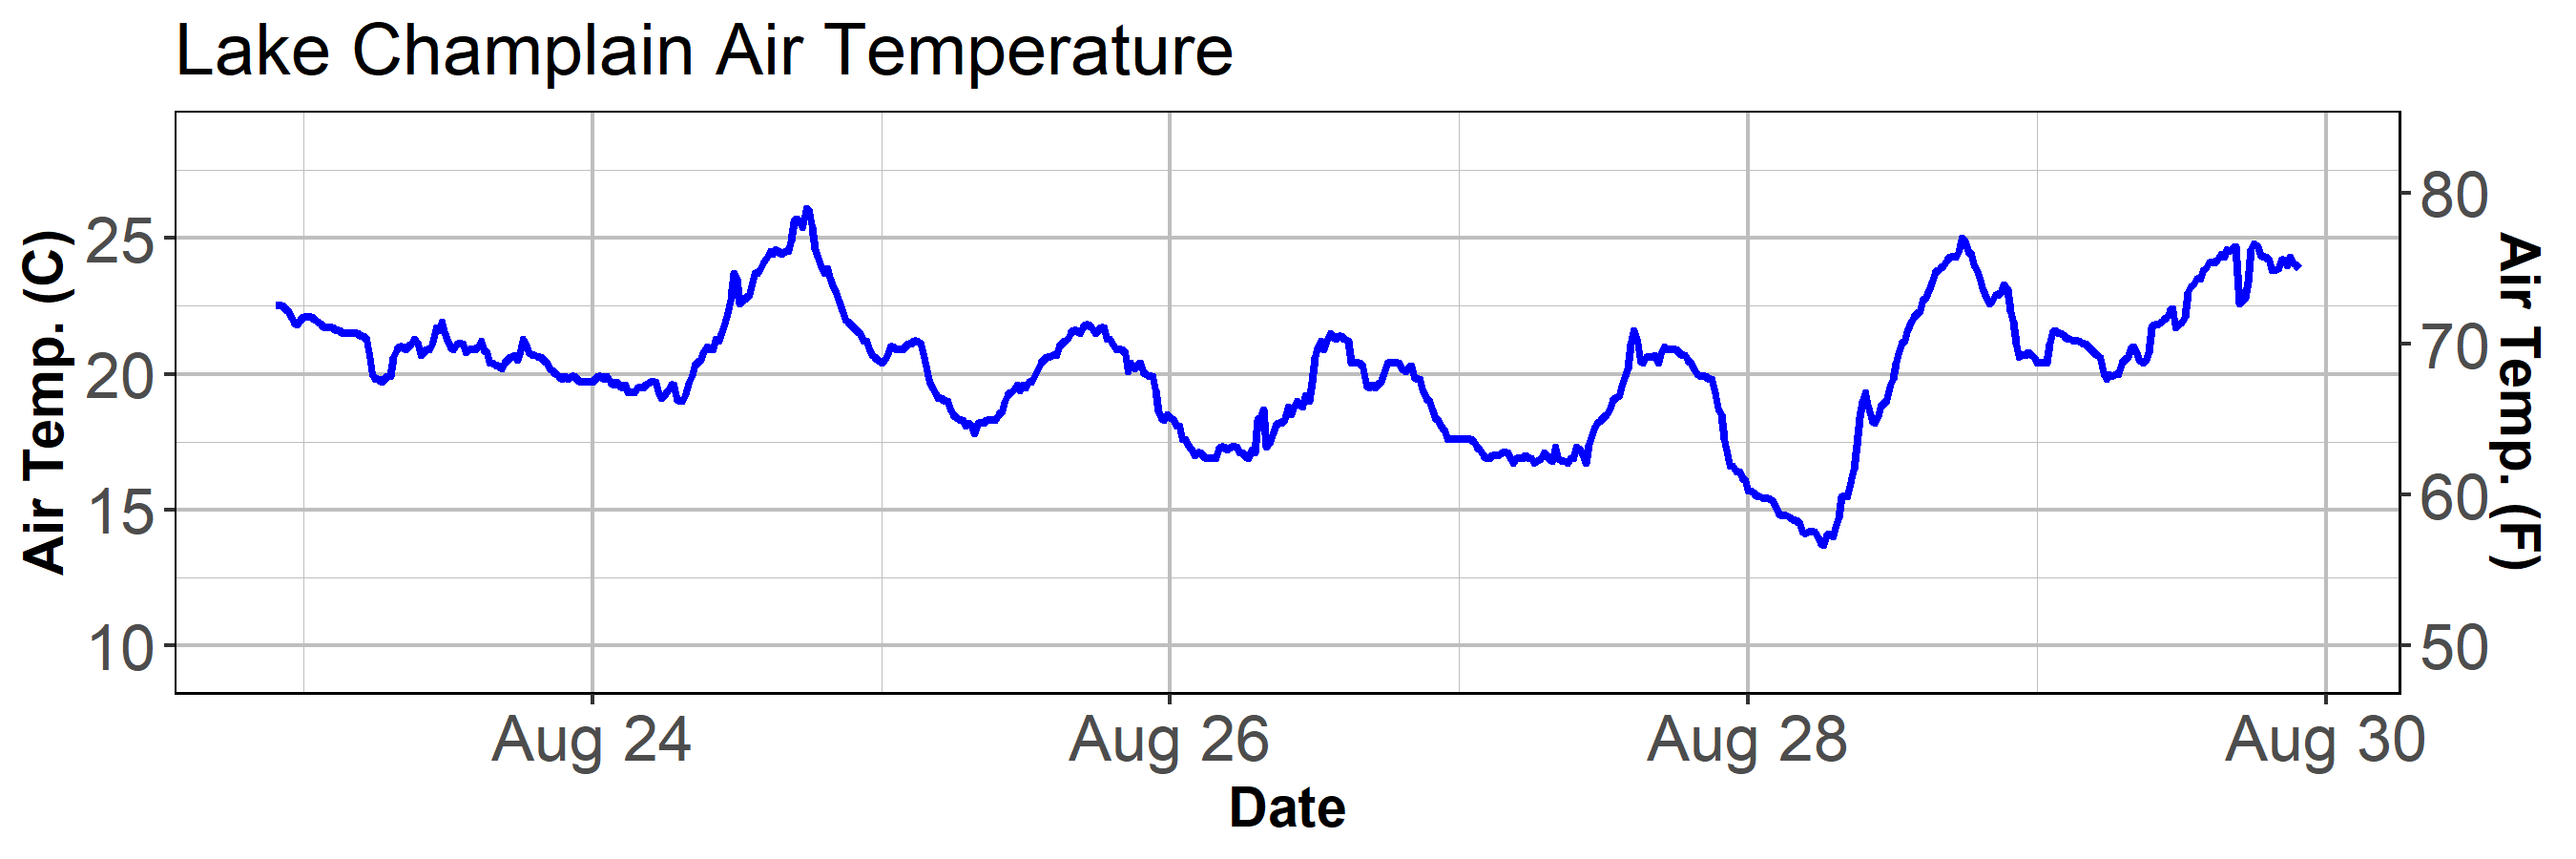 Lake Champlain Air Temperature
Air Temp. (C)
25
20
15
10
80
70
60
50
Air Temp. (F)
Aug 24
Aug 26
Aug 28
Aug 30
Date